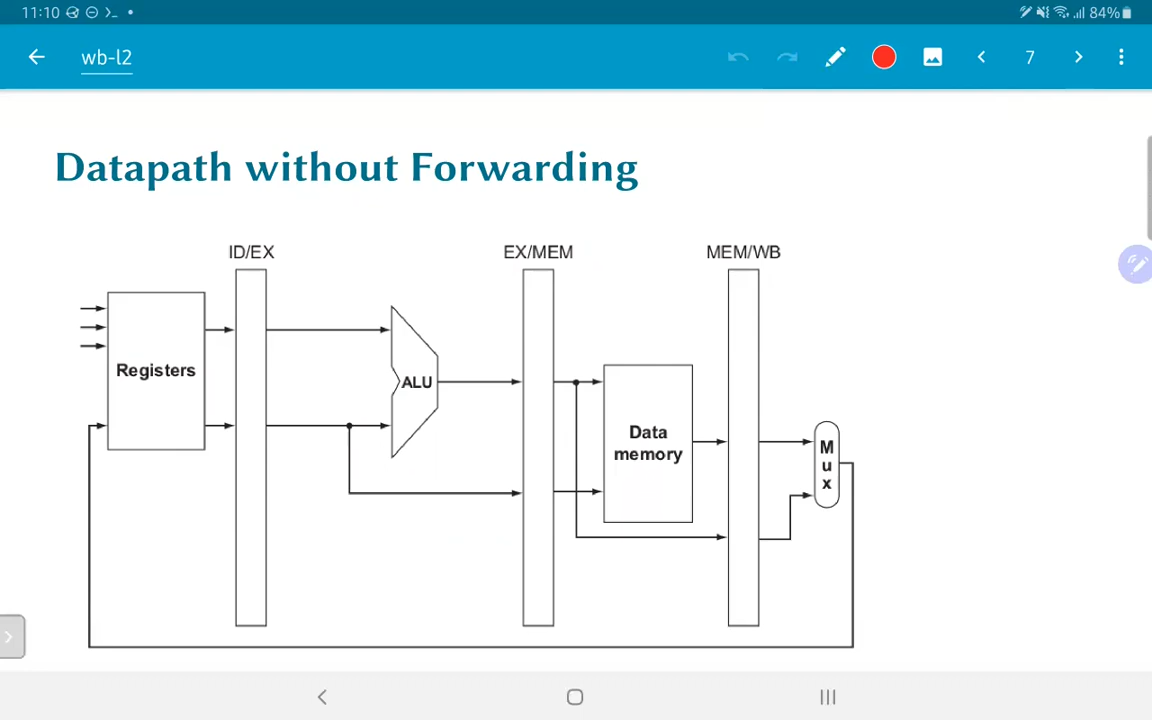 11:10 84%
wb-l2 7
Datapath without Forwarding
ID/EX EX/MEM MEM/WB
Registers
ALU
Data
memory
M
u
x